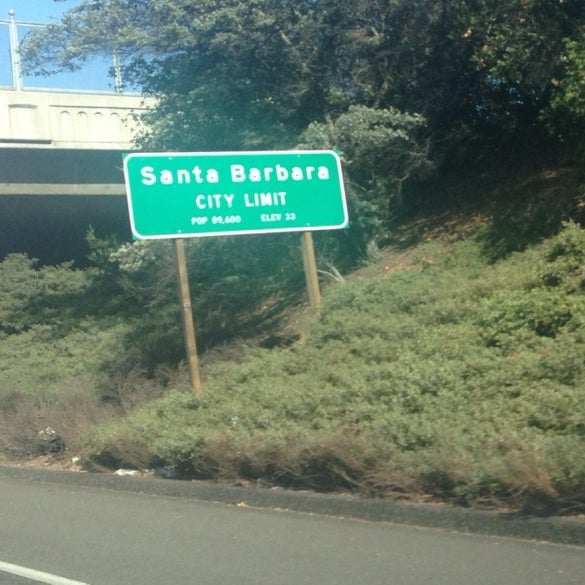 Santa Barbara
CITY LIMIT
POP 89,600 ELEV 33